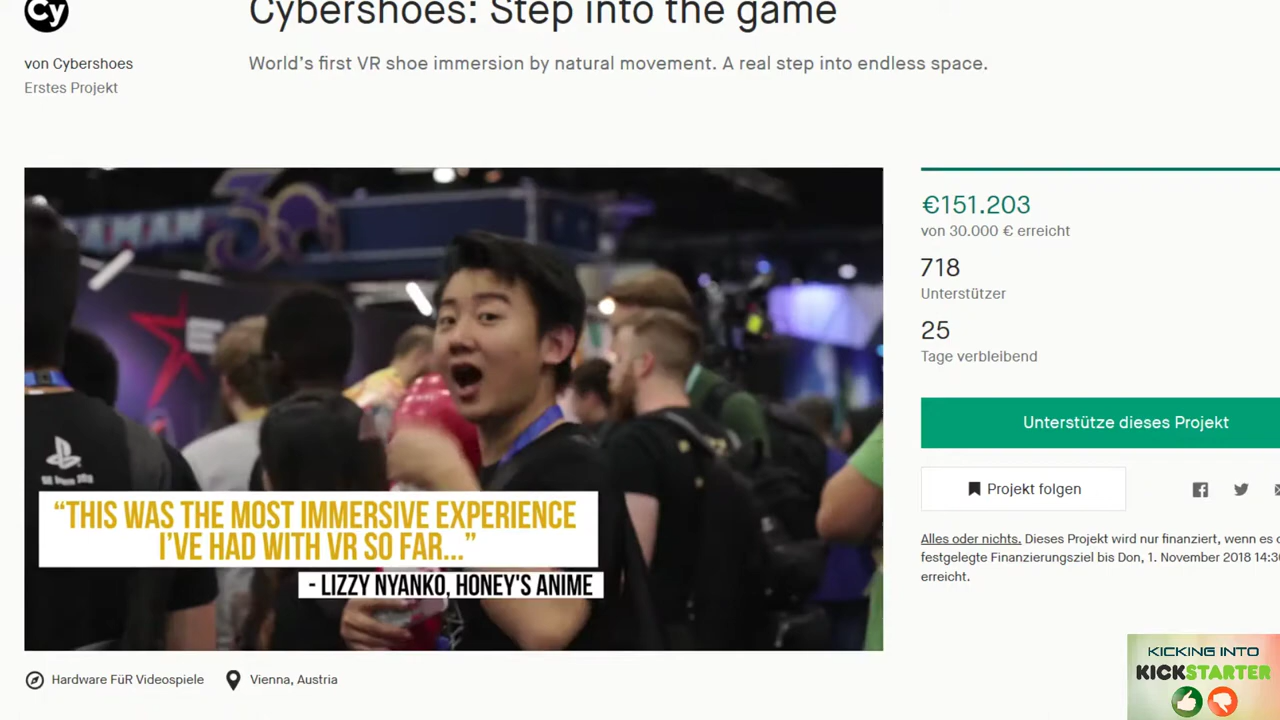 Cy
Cybershoes: Step into the game
von Cybershoes
Erstes Projekt
World's first VR shoe immersion by natural movement. A real step into endless space.
30
"THIS WAS THE MOST IMMERSIVE EXPERIENCE
I'VE HAD WITH VR SO FAR..."
- LIZZY NYANKO, HONEY'S ANIME
Hardware FüR Videospiele
Vienna, Austria
€151.203
von 30.000 € erreicht
718
Unterstützer
25
Tage verbleibend
Unterstütze dieses Projekt
Projekt folgen
Alles oder nichts. Dieses Projekt wird nur finanziert, wenn es
festgelegte Finanzierungsziel bis Don, 1. November 2018
erreicht.
KICKING INTO
KICKSTARTER